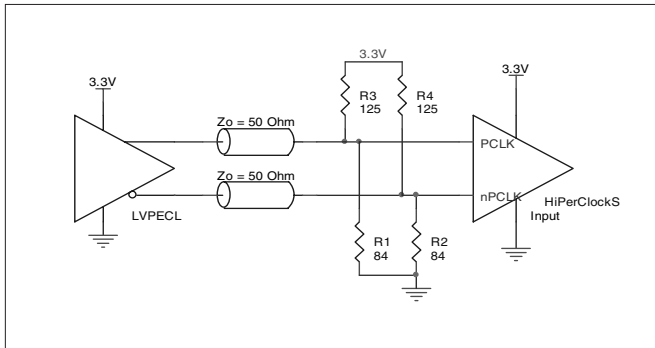 3.3V
3.3V
3.3V
R3
125
R4
125
Zo = 50 Ohm
PCLK
Zo = 50 Ohm
nPCLK
HiPerClockS
Input
LVPECL
R1
84
R2
84